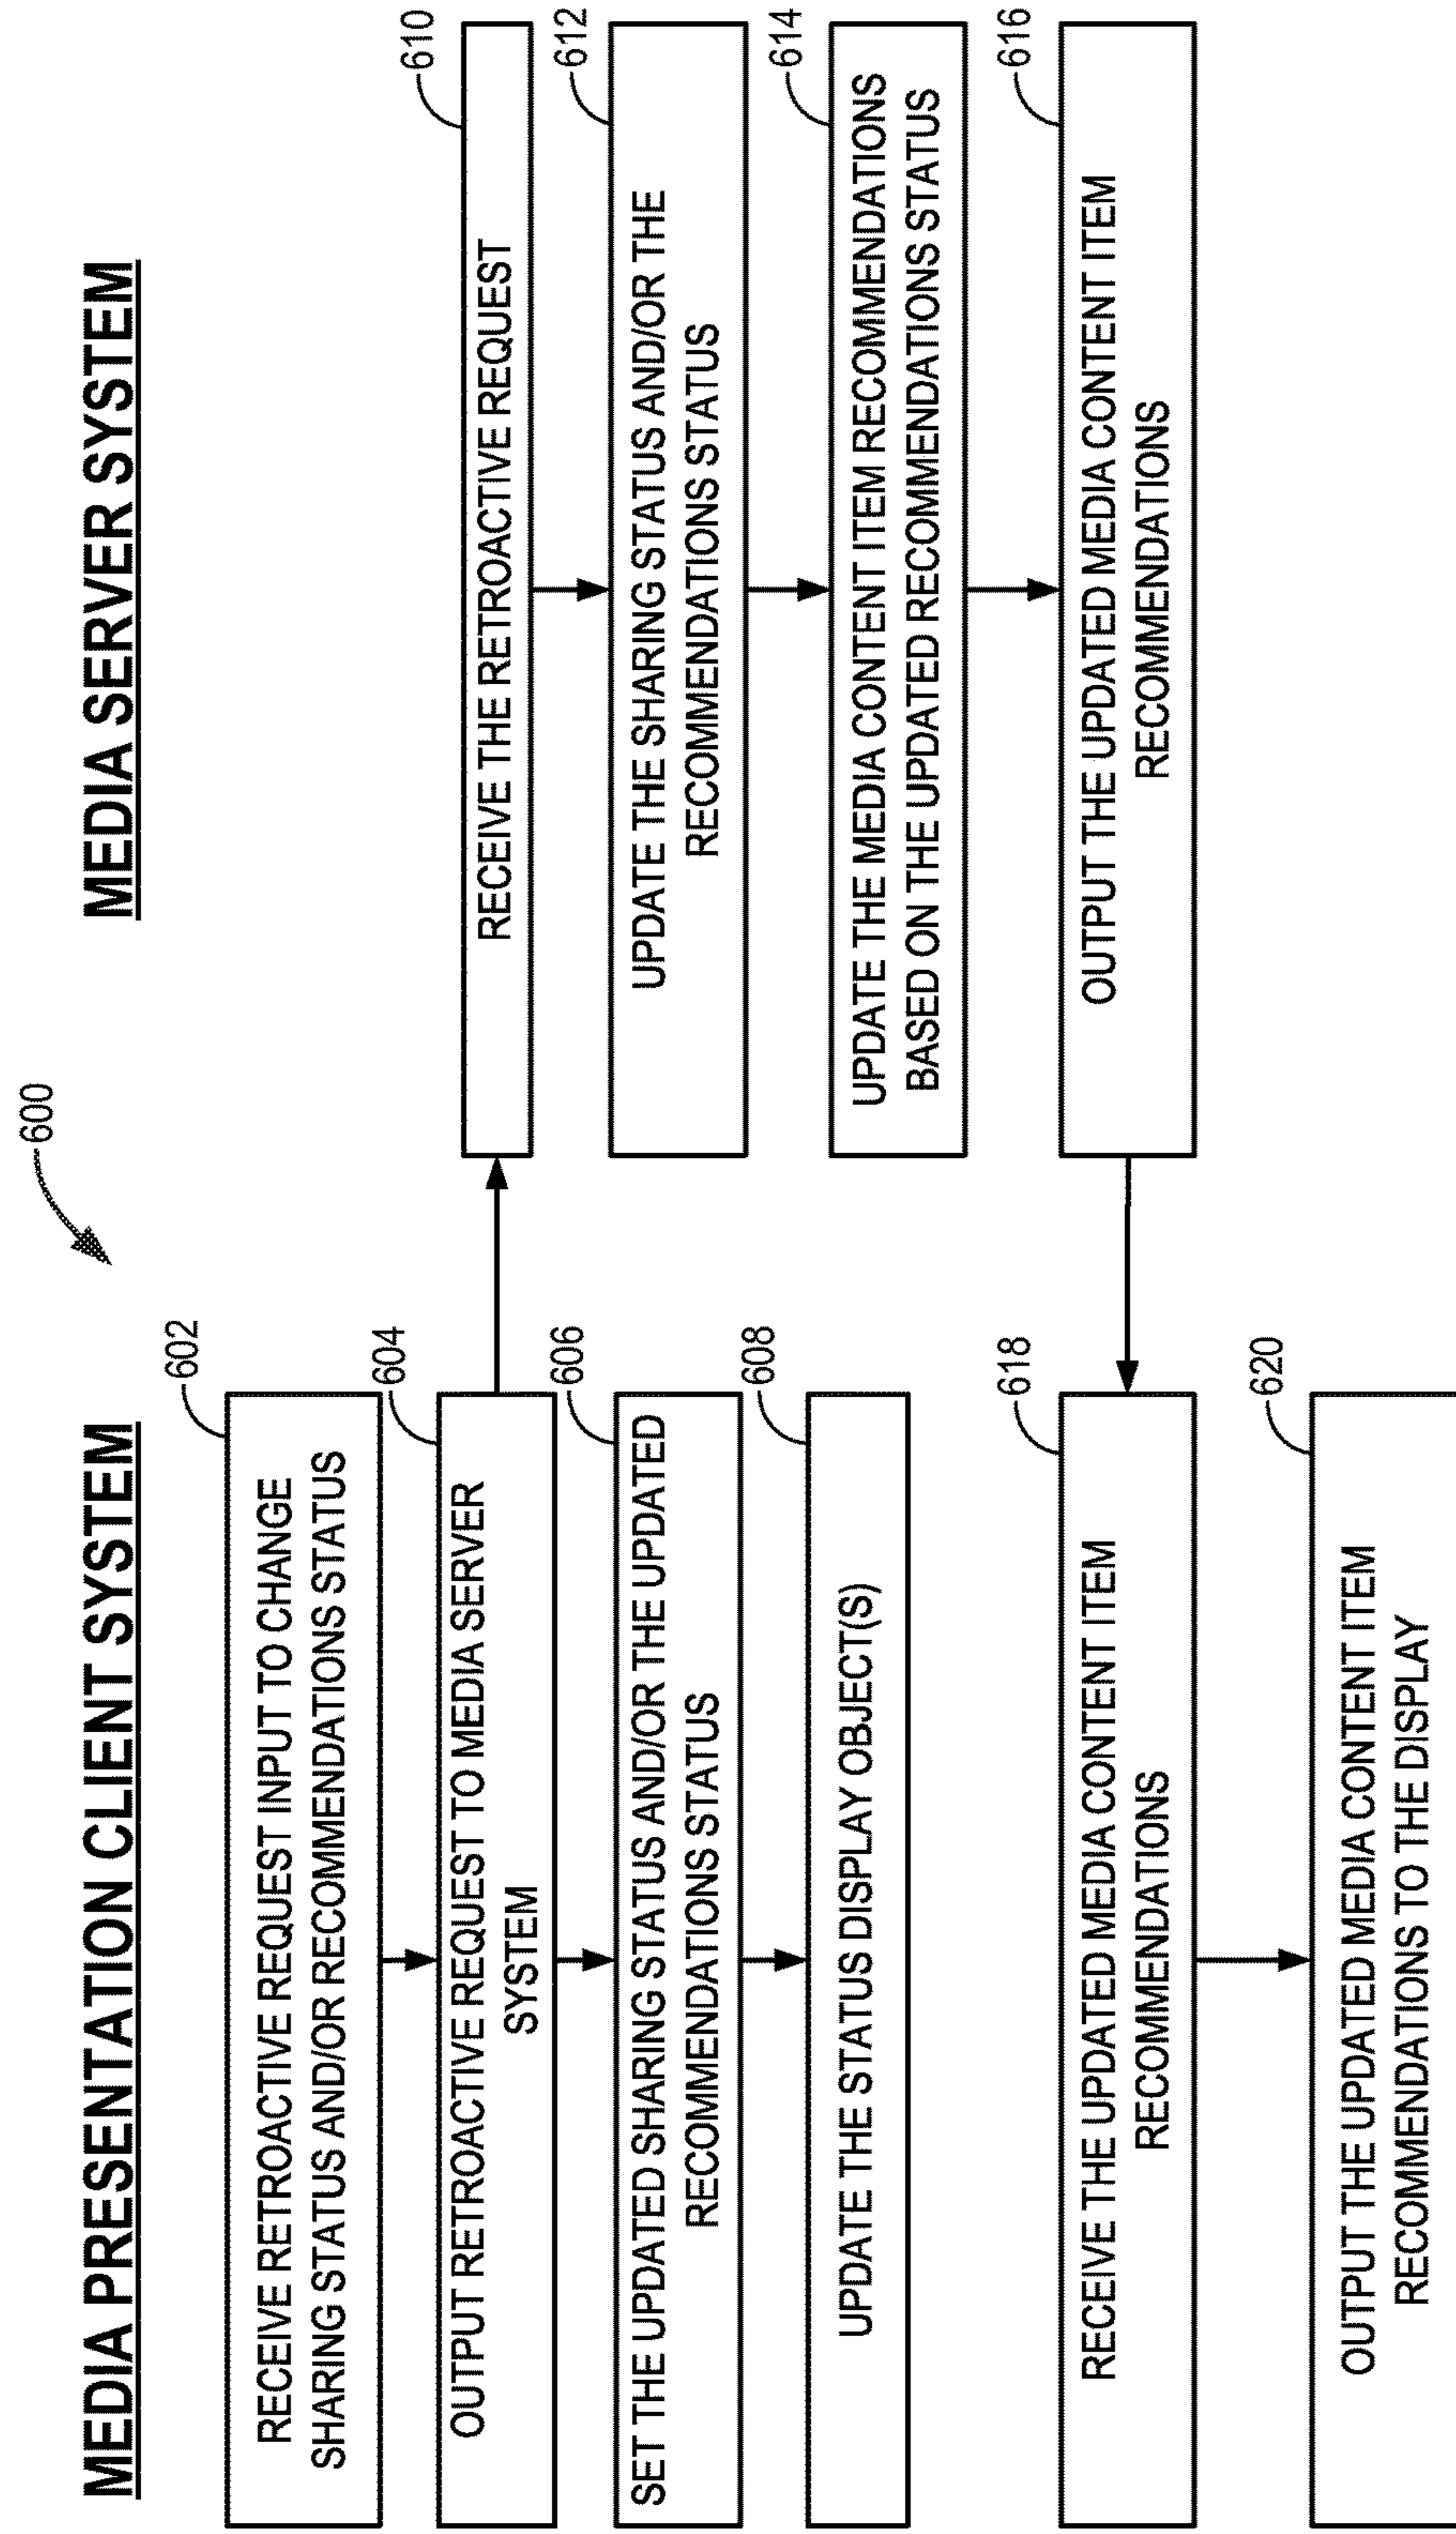 600
MEDIA PRESENTATION CLIENT SYSTEM
602
RECEIVE RETROACTIVE REQUEST INPUT TO CHANGE
SHARING STATUS AND/OR RECOMMENDATIONS STATUS
604
OUTPUT RETROACTIVE REQUEST TO MEDIA SERVER
SYSTEM
606
SET THE UPDATED SHARING STATUS AND/OR THE UPDATED
RECOMMENDATIONS STATUS
608
UPDATE THE STATUS DISPLAY OBJECT(S)
618
RECEIVE THE UPDATED MEDIA CONTENT ITEM
RECOMMENDATIONS
620
OUTPUT THE UPDATED MEDIA CONTENT ITEM
RECOMMENDATIONS TO THE DISPLAY
MEDIA SERVER SYSTEM
610
RECEIVE THE RETROACTIVE REQUEST
612
UPDATE THE SHARING STATUS AND/OR THE
RECOMMENDATIONS STATUS
614
UPDATE THE MEDIA CONTENT ITEM RECOMMENDATIONS
BASED ON THE UPDATED RECOMMENDATIONS STATUS
616
OUTPUT THE UPDATED MEDIA CONTENT ITEM
RECOMMENDATIONS